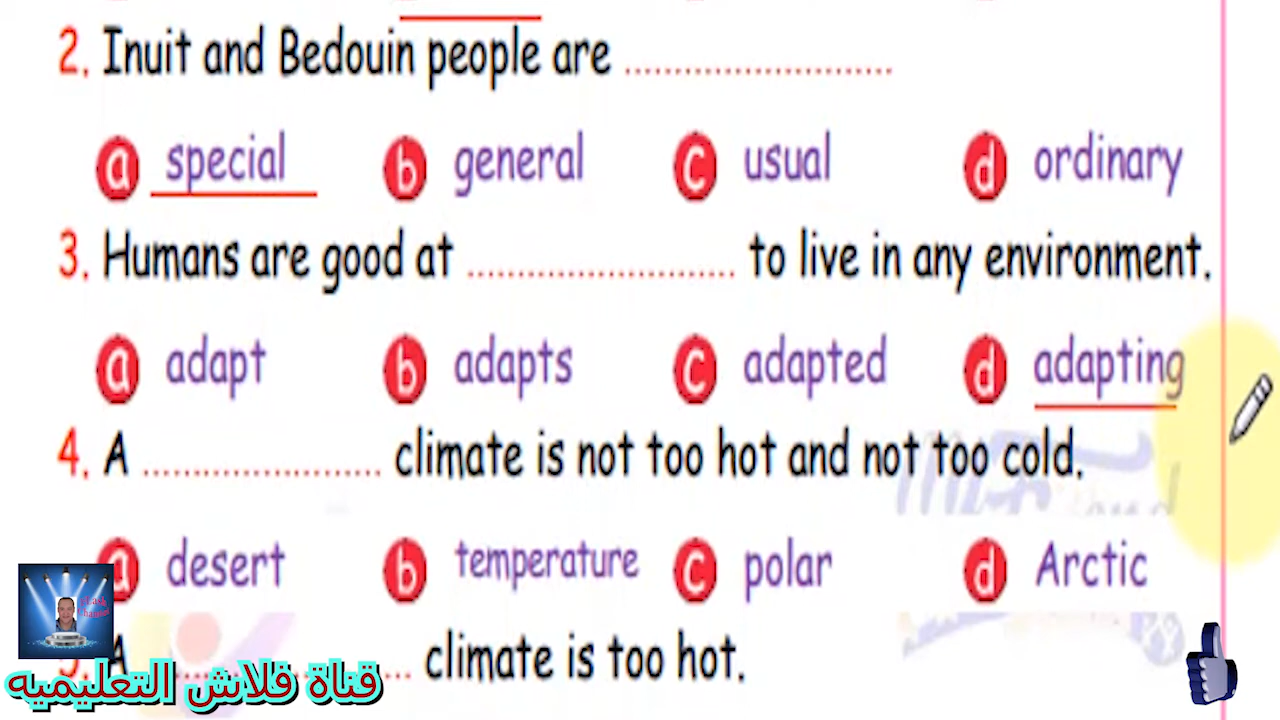 2. Inuit and Bedouin people are ...........................
a special b general c usual d ordinary
3. Humans are good at ........................... to live in any environment.
a adapt b adapts c adapted d adapting
4. A ........................ climate is not too hot and not too cold.
a desert b temperature c polar d Arctic
5. A ........................ climate is too hot.
قناة فلاش التعليميه